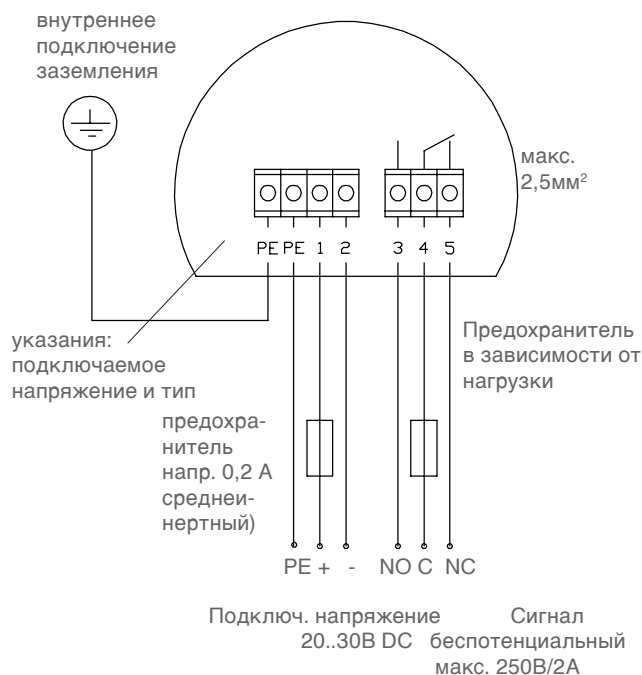 внутреннее
подключение
заземления
макс.
2,5мм²
PE PE 1 2 3 4 5
указания:
подключаемое
напряжение и тип
Предохранитель
в зависимости от
нагрузки
предохра-
нитель
напр. 0,2 А
среднеи-
нертный)
PE + - NO C NC
Подключ. напряжение
20..30В DC
Сигнал
беспотенциальный
макс. 250В/2А